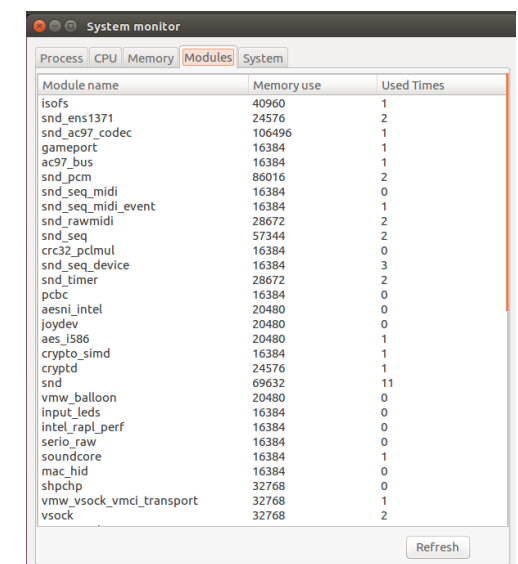 System monitor
Process CPU Memory Modules System
Module name Memory use Used Times
isofs 40960 1
snd_ens1371 24576 2
snd_ac97_codec 106496 1
gameport 16384 1
ac97_bus 16384 1
snd_pcm 86016 2
snd_seq_midi 16384 0
snd_seq_midi_event 16384 1
snd_rawmidi 28672 2
snd_seq 57344 2
crc32_pclmul 16384 0
snd_seq_device 16384 3
snd_timer 28672 2
pcbc 16384 0
aesni_intel 20480 0
joydev 20480 0
aes_i586 20480 1
crypto_simd 16384 1
cryptd 24576 1
snd 69632 11
vmw_balloon 20480 0
input_leds 16384 0
intel_rapl_perf 16384 0
serio_raw 16384 0
soundcore 16384 1
mac_hid 16384 0
shpchp 32768 0
vmw_vsock_vmci_transport 32768 1
vsock 32768 2
Refresh